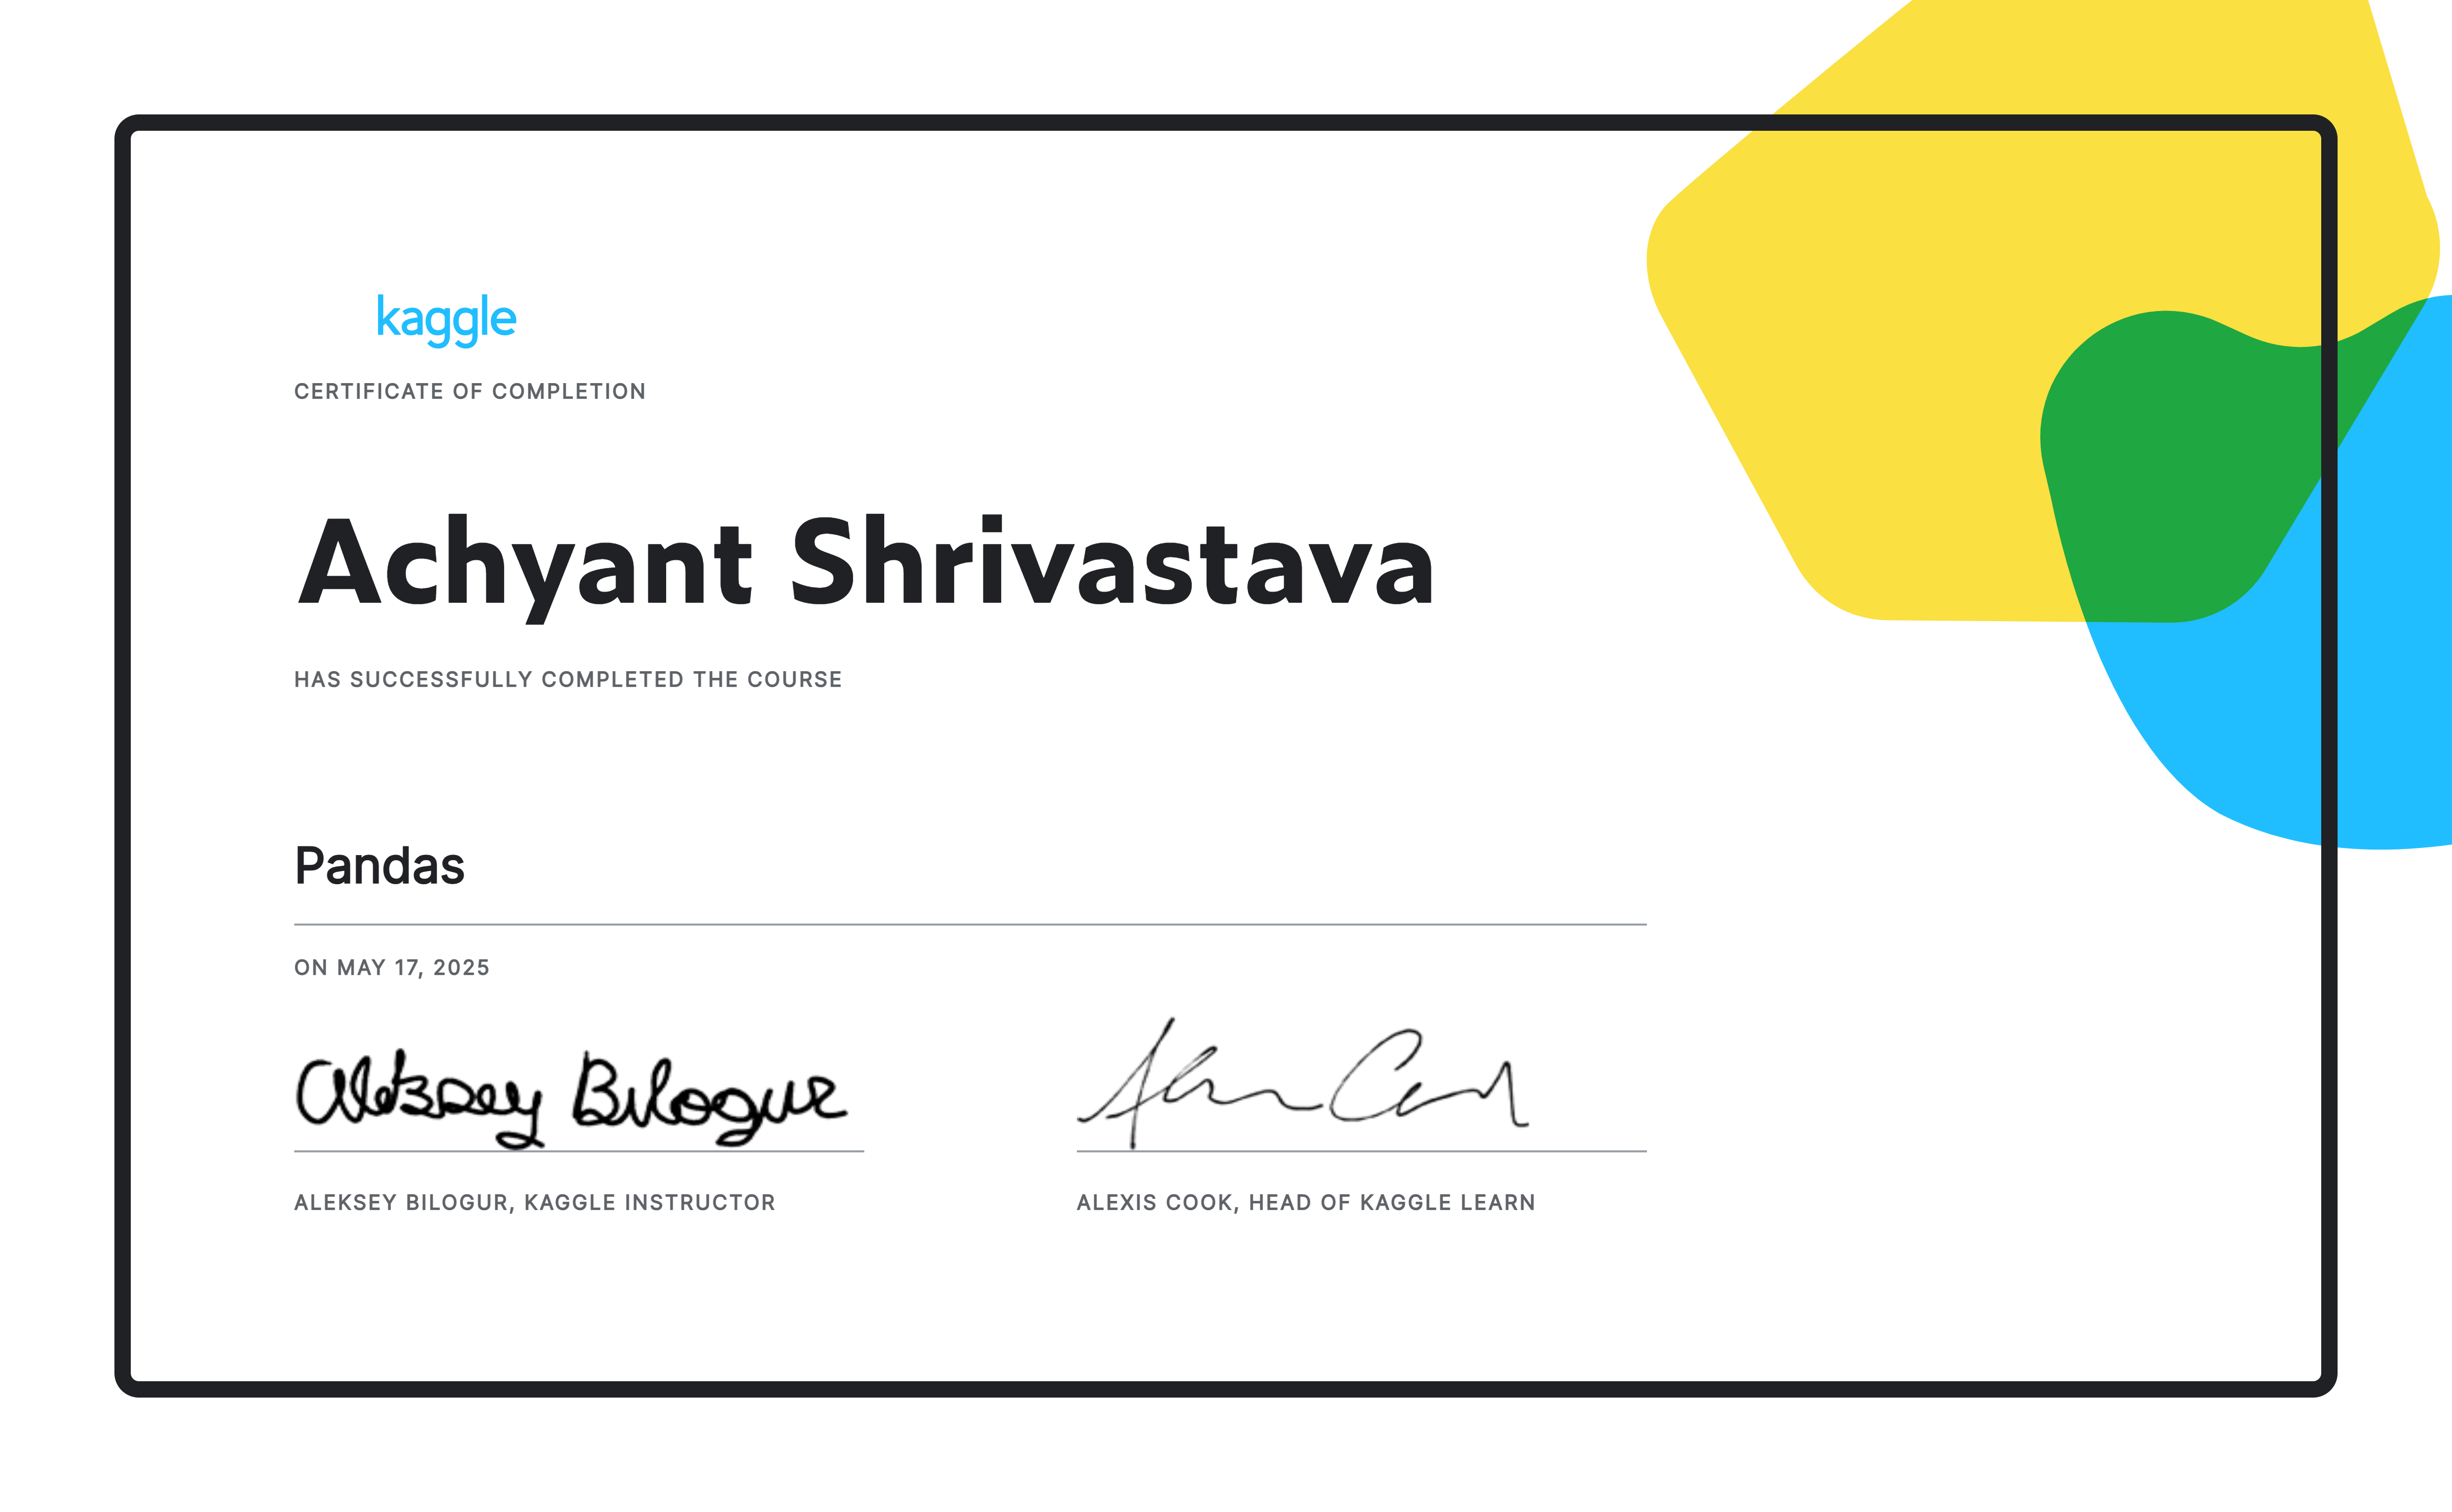 kaggle
CERTIFICATE OF COMPLETION
Achyant Shrivastava
HAS SUCCESSFULLY COMPLETED THE COURSE
Pandas
ON MAY 17, 2025
Aleksey Bilogur
ALEKSEY BILOGUR, KAGGLE INSTRUCTOR
ALEXIS COOK, HEAD OF KAGGLE LEARN